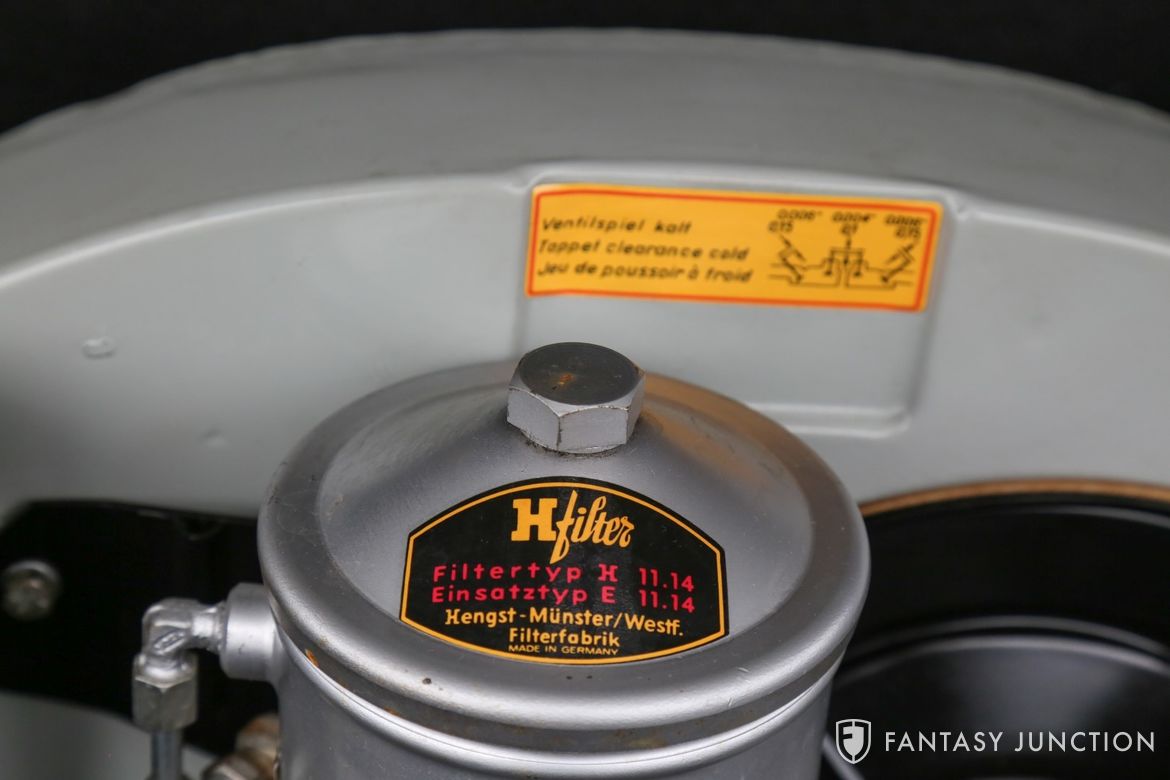 0.006" 0.004" 0.006"
0,15 0,1 0,15
Ventilspiel kalt
Tappet clearance cold
Jeu de poussoir à froid
H filter
Filtertyp H 11.14
Einsatztyp E 11.14
Hengst-Münster/Westf.
Filterfabrik
MADE IN GERMANY
FANTASY JUNCTION